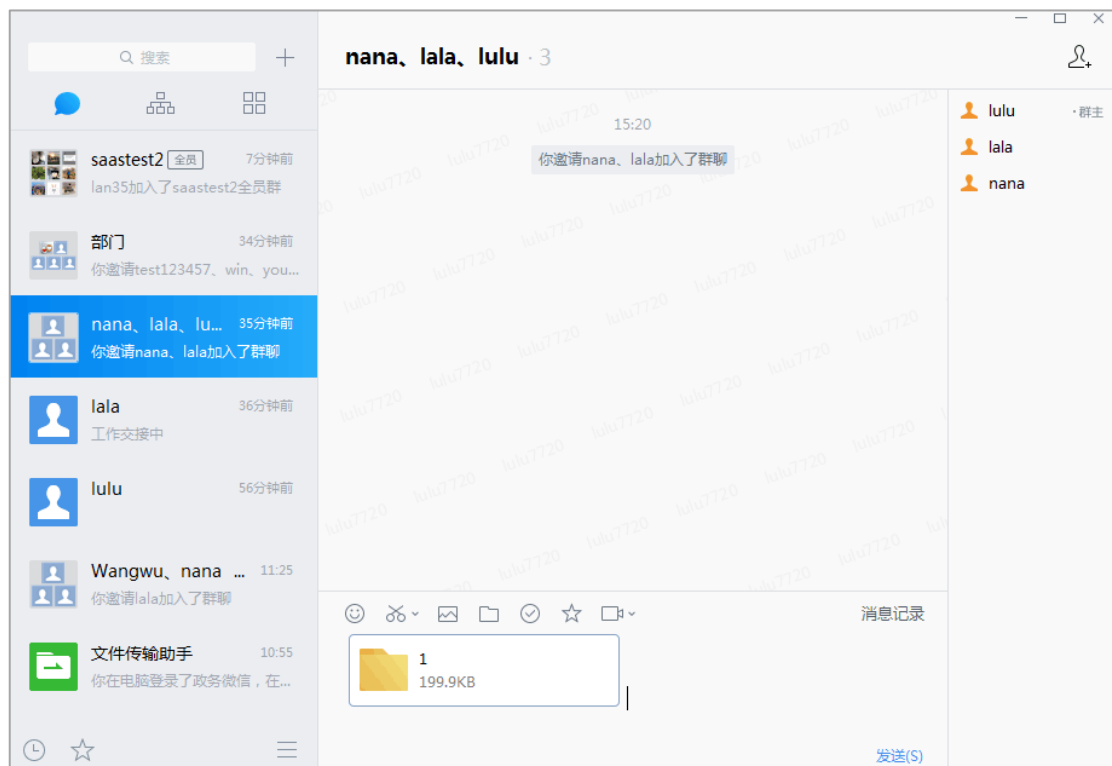 搜索
saastest2 全员 7分钟前
lan35加入了saastest2全员群
部门 34分钟前
你邀请test123457、win、you...
nana、lala、lu... 35分钟前
你邀请nana、lala加入了群聊
lala 36分钟前
工作交接中
lulu 56分钟前
Wangwu、nana ... 11:25
你邀请lala加入了群聊
文件传输助手 10:55
你在电脑登录了政务微信，在...
nana、lala、lulu · 3
15:20
你邀请nana、lala加入了群聊
lulu7720
消息记录
1
199.9KB
发送(S)
lulu ·群主
lala
nana